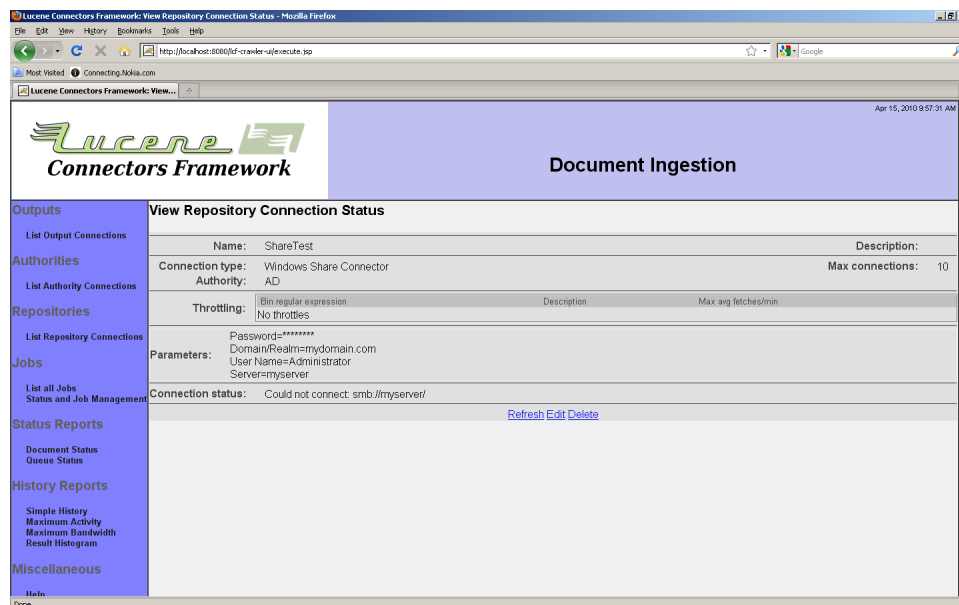 Lucene Connectors Framework: View Repository Connection Status - Mozilla Firefox
File Edit View History Bookmarks Tools Help
http://localhost:8080/lcf-crawler-ui/execute.jsp
Google
Most Visited Connecting.Nokia.com
Lucene Connectors Framework: View...
Apr 15, 2010 9:57:31 AM
Lucene
Connectors Framework
Document Ingestion
Outputs
List Output Connections
Authorities
List Authority Connections
Repositories
List Repository Connections
Jobs
List all Jobs
Status and Job Management
Status Reports
Document Status
Queue Status
History Reports
Simple History
Maximum Activity
Maximum Bandwidth
Result Histogram
Miscellaneous
Help
View Repository Connection Status
Name: ShareTest Description:
Connection type: Windows Share Connector Max connections: 10
Authority: AD
Throttling: Bin regular expression Description Max avg fetches/min
No throttles
Parameters: Password=********
Domain/Realm=mydomain.com
User Name=Administrator
Server=myserver
Connection status: Could not connect: smb://myserver/
Refresh Edit Delete
Done